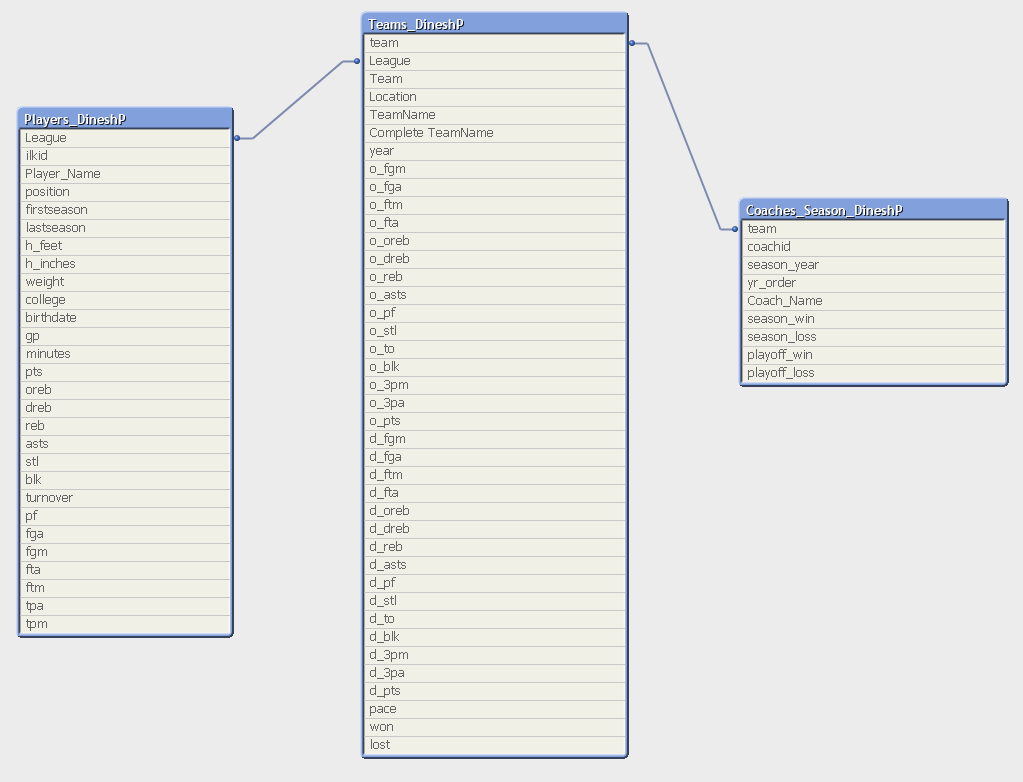 Players_DineshP
League
ilkid
Player_Name
position
firstseason
lastseason
h_feet
h_inches
weight
college
birthdate
gp
minutes
pts
oreb
dreb
reb
asts
stl
blk
turnover
pf
fga
fgm
fta
ftm
tpa
tpm
Teams_DineshP
team
League
Team
Location
TeamName
Complete TeamName
year
o_fgm
o_fga
o_ftm
o_fta
o_oreb
o_dreb
o_reb
o_asts
o_pf
o_stl
o_to
o_blk
o_3pm
o_3pa
o_pts
d_fgm
d_fga
d_ftm
d_fta
d_oreb
d_dreb
d_reb
d_asts
d_pf
d_stl
d_to
d_blk
d_3pm
d_3pa
d_pts
pace
won
lost
Coaches_Season_DineshP
team
coachid
season_year
yr_order
Coach_Name
season_win
season_loss
playoff_win
playoff_loss